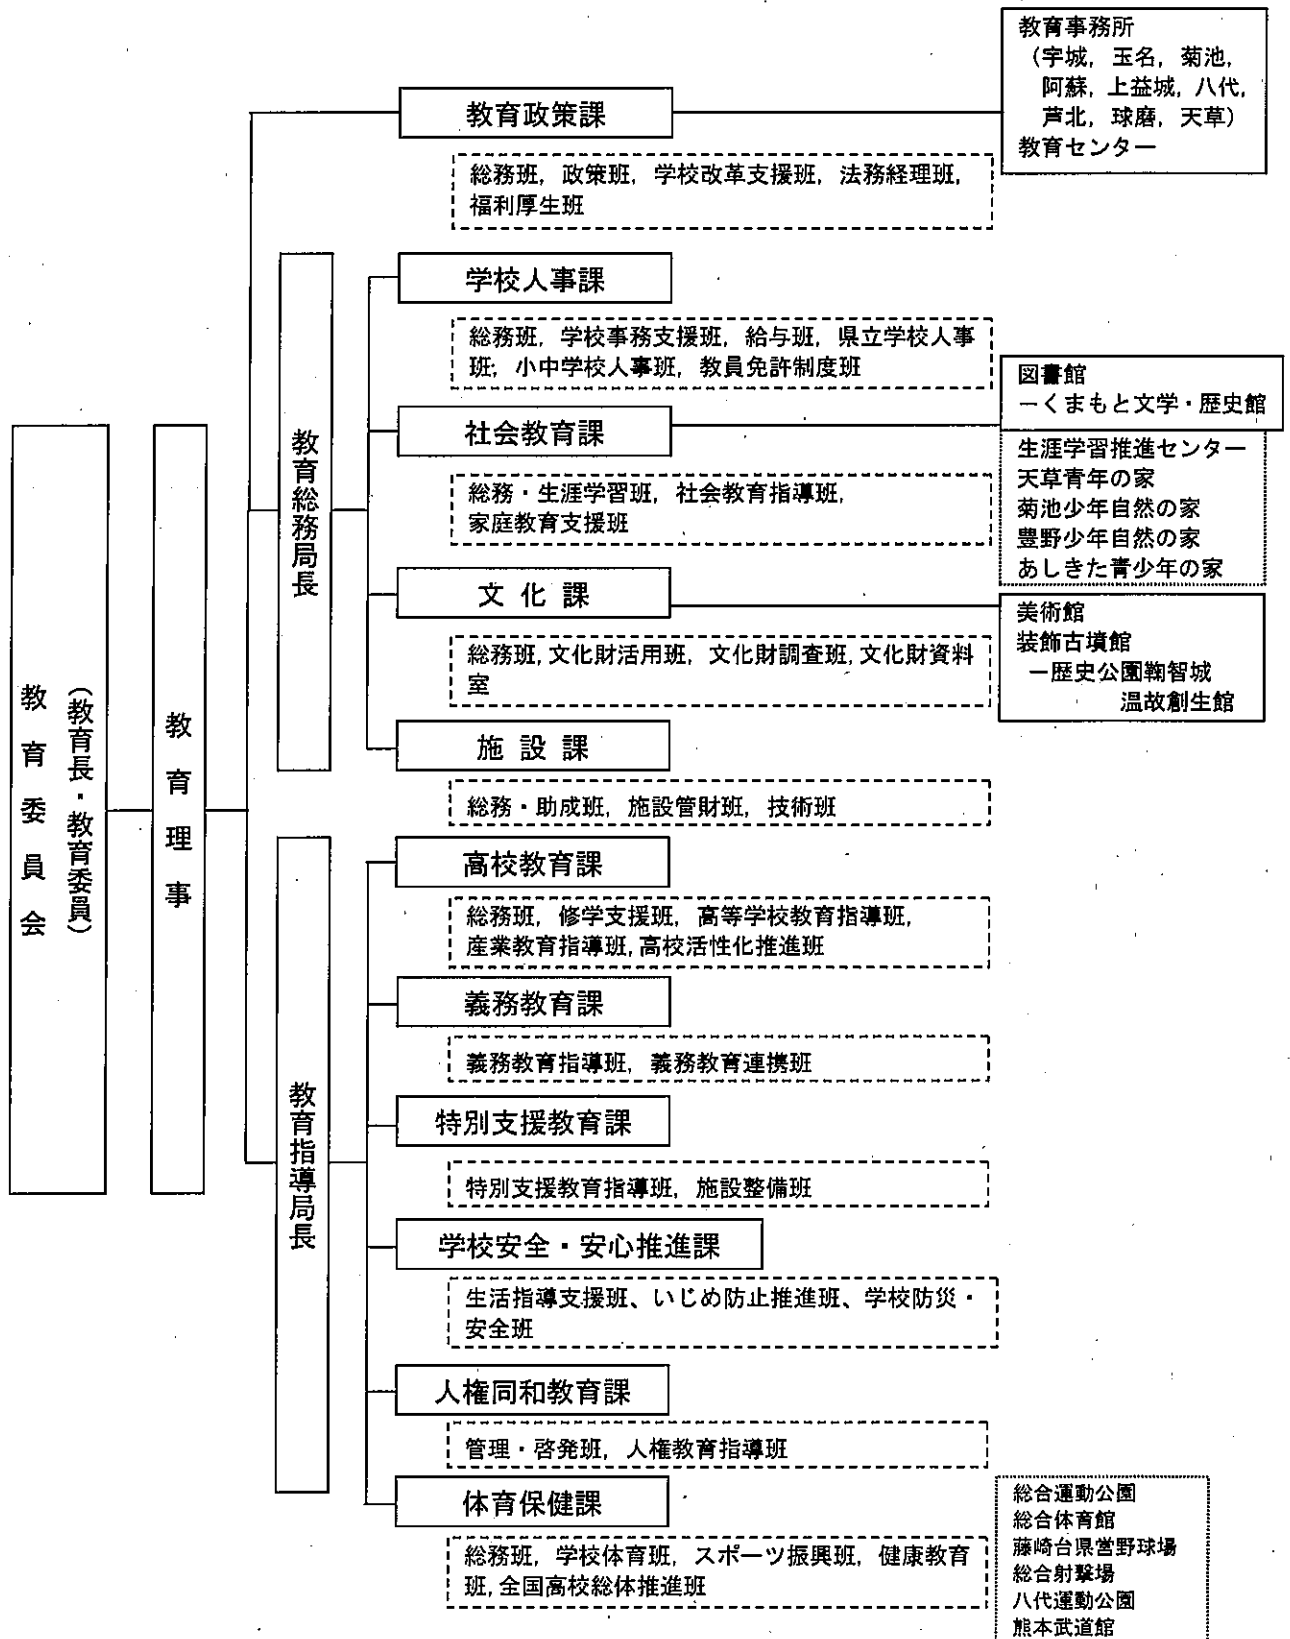 教育委員会
（教育長・教育委員）
教育理事
教育政策課
総務班，政策班，学校改革支援班，法務経理班，
福利厚生班
教育事務所
（宇城，玉名，菊池，
阿蘇，上益城，八代，
芦北，球磨，天草）
教育センター
教育総務局長
学校人事課
総務班，学校事務支援班，給与班，県立学校人事
班，小中学校人事班，教員免許制度班
社会教育課
総務・生涯学習班，社会教育指導班，
家庭教育支援班
図書館
－くまもと文学・歴史館
生涯学習推進センター
天草青年の家
菊池少年自然の家
豊野少年自然の家
あしきた青少年の家
文化課
総務班，文化財活用班，文化財調査班，文化財資料
室
美術館
装飾古墳館
－歴史公園鞠智城
温故創生館
施設課
総務・助成班，施設管財班，技術班
教育指導局長
高校教育課
総務班，修学支援班，高等学校教育指導班，
産業教育指導班，高校活性化推進班
義務教育課
義務教育指導班，義務教育連携班
特別支援教育課
特別支援教育指導班，施設整備班
学校安全・安心推進課
生活指導支援班、いじめ防止推進班、学校防災・
安全班
人権同和教育課
管理・啓発班，人権教育指導班
体育保健課
総務班，学校体育班，スポーツ振興班，健康教育
班，全国高校総体推進班
総合運動公園
総合体育館
藤崎台県営野球場
総合射撃場
八代運動公園
熊本武道館